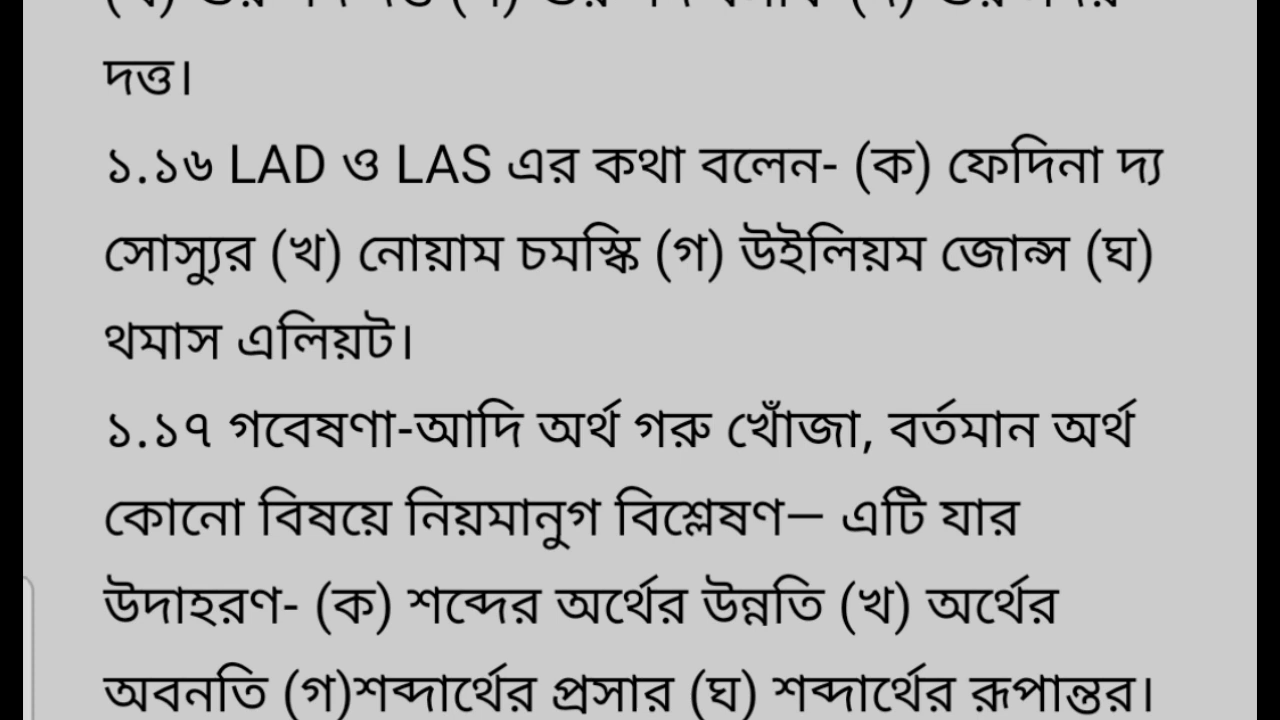 দত্ত।
১.১৬ LAD ও LAS এর কথা বলেন- (ক) ফেদিনা দ্য
সোস্যুর (খ) নোয়াম চমস্কি (গ) উইলিয়ম জোন্স (ঘ)
থমাস এলিয়ট।
১.১৭ গবেষণা-আদি অর্থ গরু খোঁজা, বর্তমান অর্থ
কোনো বিষয়ে নিয়মানুগ বিশ্লেষণ— এটি যার
উদাহরণ- (ক) শব্দের অর্থের উন্নতি (খ) অর্থের
অবনতি (গ)শব্দার্থের প্রসার (ঘ) শব্দার্থের রূপান্তর।